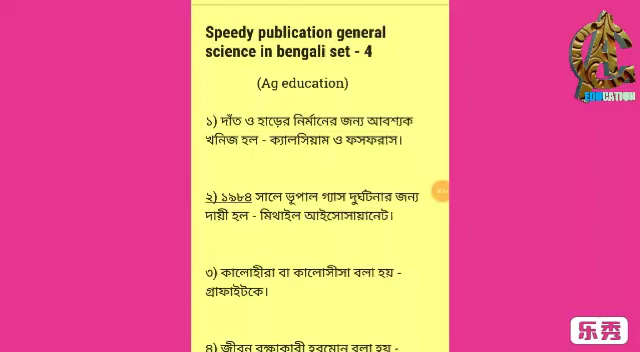 Speedy publication general
science in bengali set - 4
(Ag education)
১) দাঁত ও হাড়ের নির্মানের জন্য আবশ্যক
খনিজ হল - ক্যালসিয়াম ও ফসফরাস।
২) ১৯৮৪ সালে ভূপাল গ্যাস দুর্ঘটনার জন্য
দায়ী হল - মিথাইল আইসোসায়ানেট।
৩) কালোহীরা বা কালোসীসা বলা হয় -
গ্রাফাইটকে।
৪) জীবন রক্ষাকারী হরমোন বলা হয় -
EDUCATION
乐秀